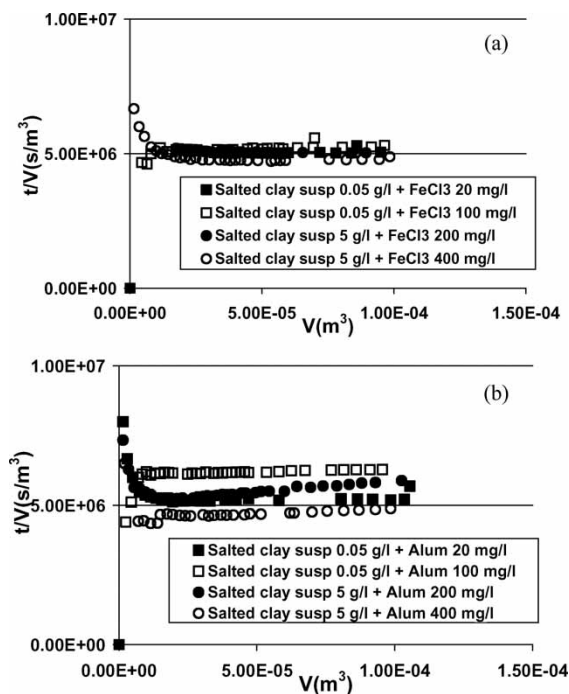 1.00E+07
(a)
t/V(s/m³)
5.00E+06
Salted clay susp 0.05 g/l + FeCl3 20 mg/l
Salted clay susp 0.05 g/l + FeCl3 100 mg/l
Salted clay susp 5 g/l + FeCl3 200 mg/l
Salted clay susp 5 g/l + FeCl3 400 mg/l
0.00E+00
0.00E+00 5.00E-05 1.00E-04 1.50E-04
V(m³)
1.00E+07
(b)
t/V(s/m³)
5.00E+06
Salted clay susp 0.05 g/l + Alum 20 mg/l
Salted clay susp 0.05 g/l + Alum 100 mg/l
Salted clay susp 5 g/l + Alum 200 mg/l
Salted clay susp 5 g/l + Alum 400 mg/l
0.00E+00
0.00E+00 5.00E-05 1.00E-04 1.50E-04
V(m³)